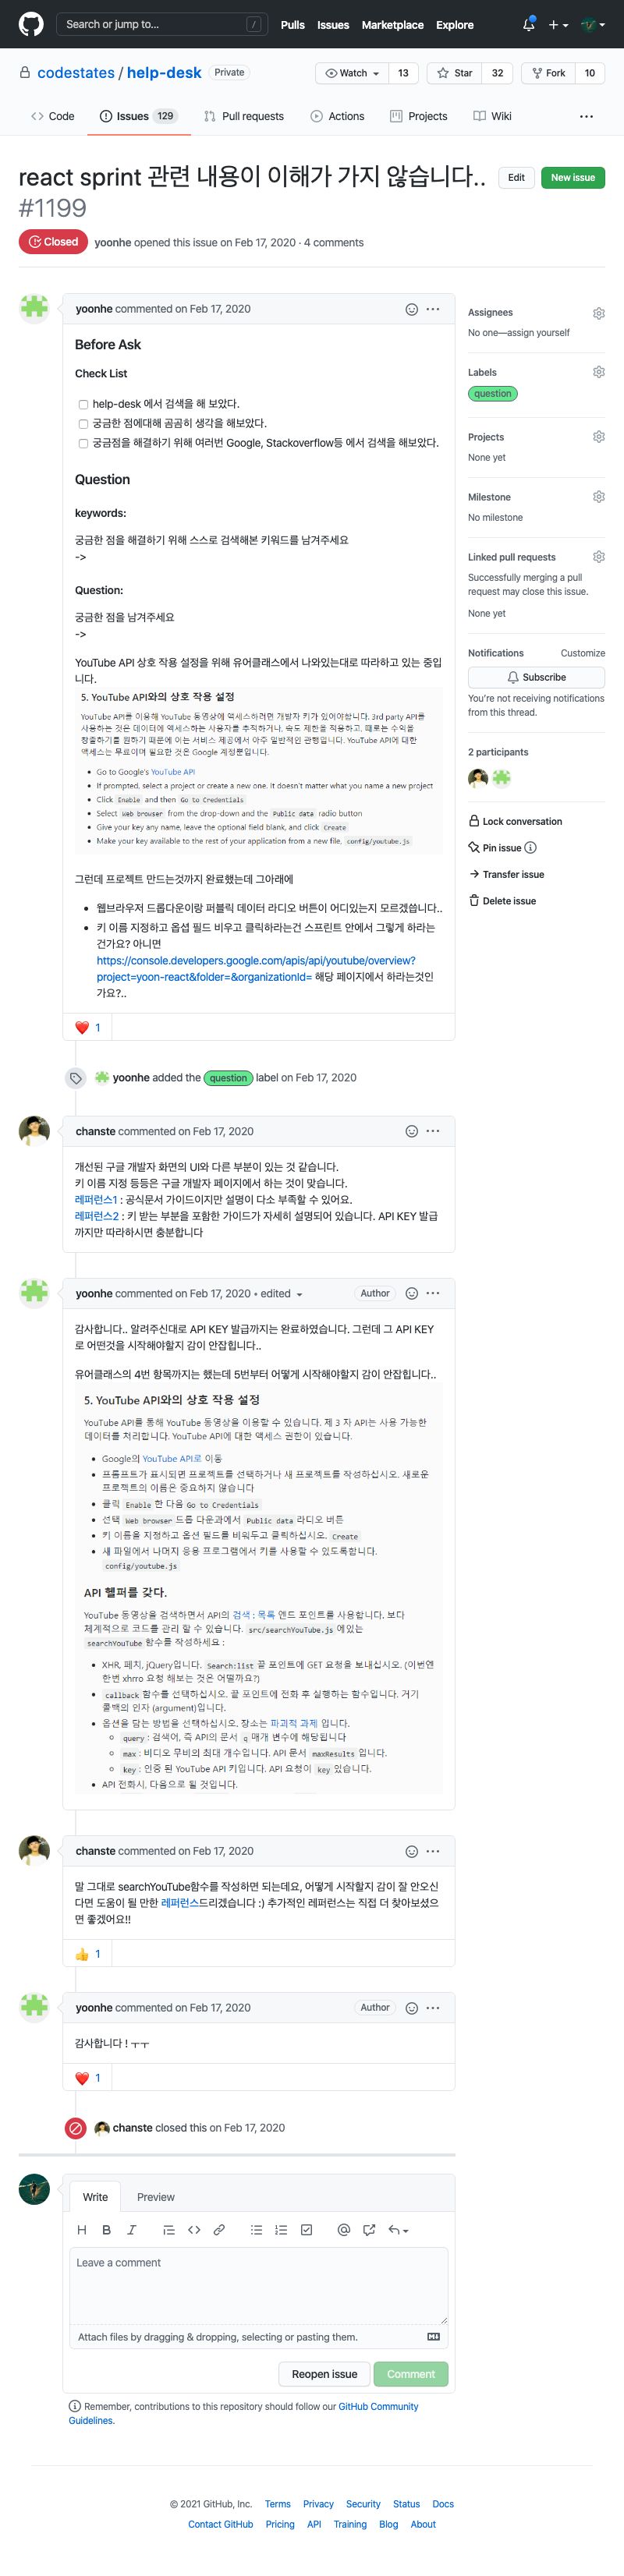 Search or jump to... /
Pulls Issues Marketplace Explore
codestates / help-desk Private
Watch 13 Star 32 Fork 10
Code Issues 129 Pull requests Actions Projects Wiki ...
react sprint 관련 내용이 이해가 가지 않습니다..
#1199
Edit New issue
Closed yoonhe opened this issue on Feb 17, 2020 · 4 comments
yoonhe commented on Feb 17, 2020
Before Ask
Check List
help-desk 에서 검색을 해 보았다.
궁금한 점에대해 곰곰히 생각을 해보았다.
궁금점을 해결하기 위해 여러번 Google, Stackoverflow등 에서 검색을 해보았다.
Question
keywords:
궁금한 점을 해결하기 위해 스스로 검색해본 키워드를 남겨주세요
->
Question:
궁금한 점을 남겨주세요
->
YouTube API 상호 작용 설정을 위해 유어클래스에서 나와있는대로 따라하고 있는 중입
니다.
5. YouTube API와의 상호 작용 설정
YouTube API를 이용해 YouTube 동영상에 액세스하려면 개발자 키가 있어야합니다. 3rd party API를
사용하는 것은 데이터에 액세스하는 사용자를 추적하거나, 속도 제한을 적용하고, 때로는 수익을
창출해주기를 원하기 때문에 이는 서비스 제공에서 아주 일반적인 관행입니다. YouTube API에 대한
액세스는 무료이며 필요한 것은 Google 계정뿐입니다.
• Go to Google's YouTube API
• If prompted, select a project or create a new one. It doesn't matter what you name a new project
• Click Enable and then Go to Credentials
• Select Web browser from the drop-down and the Public data radio button
• Give your key any name, leave the optional field blank, and click Create
• Make your key available to the rest of your application from a new file, config/youtube.js
그런데 프로젝트 만드는것까지 완료했는데 그아래에
• 웹브라우저 드롭다운이랑 퍼블릭 데이터 라디오 버튼이 어디있는지 모르겠씁니다..
• 키 이름 지정하고 옵셥 필드 비우고 클릭하라는건 스프린트 안에서 그렇게 하라는
건가요? 아니면
https://console.developers.google.com/apis/api/youtube/overview?
project=yoon-react&folder=&organizationId= 해당 페이지에서 하라는것인
가요?..
❤️ 1
yoonhe added the question label on Feb 17, 2020
chanste commented on Feb 17, 2020
개선된 구글 개발자 화면의 UI와 다른 부분이 있는 것 같습니다.
키 이름 지정 등등은 구글 개발자 페이지에서 하는 것이 맞습니다.
레퍼런스1 : 공식문서 가이드이지만 설명이 다소 부족할 수 있어요.
레퍼런스2 : 키 받는 부분을 포함한 가이드가 자세히 설명되어 있습니다. API KEY 발급
까지만 따라하시면 충분합니다
yoonhe commented on Feb 17, 2020 • edited Author
감사합니다.. 알려주신대로 API KEY 발급까지는 완료하였습니다. 그런데 그 API KEY
로 어떤것을 시작해야할지 감이 안잡힙니다..
유어클래스의 4번 항목까지는 했는데 5번부터 어떻게 시작해야할지 감이 안잡힙니다..
5. YouTube API와의 상호 작용 설정
YouTube API를 통해 YouTube 동영상을 이용할 수 있습니다. 제 3 자 API는 사용 가능한
데이터를 처리합니다. YouTube API에 대한 액세스 권한이 있습니다.
• Google의 YouTube API로 이동
• 프롬프트가 표시되면 프로젝트를 선택하거나 새 프로젝트를 작성하십시오. 새로운
프로젝트의 이름은 중요하지 않습니다
• 클릭 Enable 한 다음 Go to Credentials
• 선택 Web browser 드롭 다운과에서 Public data 라디오 버튼
• 키 이름을 지정하고 옵션 필드를 비워두고 클릭하십시오. Create
• 새 파일에서 나머지 응용 프로그램에서 키를 사용할 수 있도록합니다.
config/youtube.js
API 헬퍼를 갖다.
YouTube 동영상을 검색하면서 API의 검색 : 목록 엔드 포인트를 사용합니다. 보다
체계적으로 코드를 관리 할 수 있습니다. src/searchYouTube.js 에있는
searchYouTube 함수를 작성하세요 :
• XHR, 페치, jQuery입니다. Search:list 끝 포인트에 GET 요청을 보내십시오. (이번엔
한번 xhrro 요청 해보는 것은 어떨까요?)
• callback 함수를 선택하십시오. 끝 포인트에 전화 후 실행하는 함수입니다. 거기
콜백의 인자 (argument)입니다.
• 옵션을 담는 방법을 선택하십시오. 장소는 파괴적 과제 입니다.
query : 검색어, 즉 API의 문서 q 매개 변수에 해당됩니다
max : 비디오 무비의 최대 개수입니다. API 문서 maxResults 입니다.
key : 인증 된 YouTube API 키입니다. API 요청이 key 있습니다.
• API 전화시. 다음으로 될 것입니다.
chanste commented on Feb 17, 2020
말 그대로 searchYouTube함수를 작성하면 되는데요, 어떻게 시작할지 감이 잘 안오신
다면 도움이 될 만한 레퍼런스드리겠습니다 :) 추가적인 레퍼런스는 직접 더 찾아보셨으
면 좋겠어요!!
👍 1
yoonhe commented on Feb 17, 2020 Author
감사합니다 ! ㅜㅜ
❤️ 1
chanste closed this on Feb 17, 2020
Write Preview
Leave a comment
Attach files by dragging & dropping, selecting or pasting them.
Reopen issue Comment
Remember, contributions to this repository should follow our GitHub Community
Guidelines.
Assignees
No one—assign yourself
Labels
question
Projects
None yet
Milestone
No milestone
Linked pull requests
Successfully merging a pull
request may close this issue.
None yet
Notifications Customize
Subscribe
You're not receiving notifications
from this thread.
2 participants
Lock conversation
Pin issue
Transfer issue
Delete issue
© 2021 GitHub, Inc. Terms Privacy Security Status Docs
Contact GitHub Pricing API Training Blog About